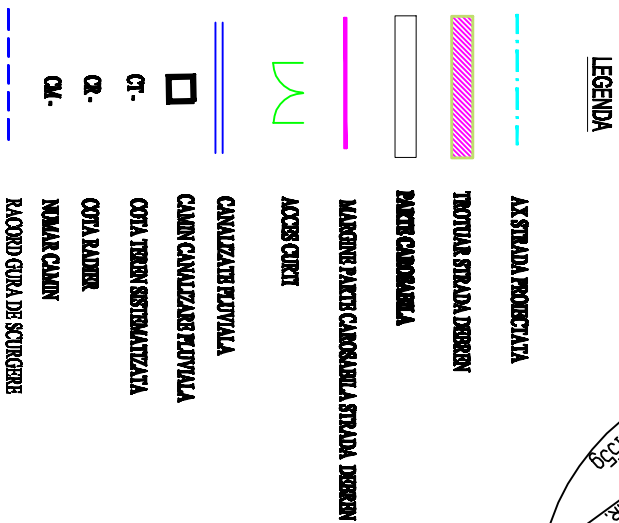 LEGENDA
AX STRADA PROIECTATA
TROTUAR STRADA DEBREN
PARTE CAROSABILA
MARGINE PARTE CAROSABILA STRADA DEBREN
ACCES CURTI
CANALIZATE PLUVIALA
CAMIN CANALIZARE PLUVIALA
CT - COTA TEREN SISTEMATIZATA
CR - COTA RADIER
CM - NUMAR CAMIN
RACORD GURA DE SCURGERE